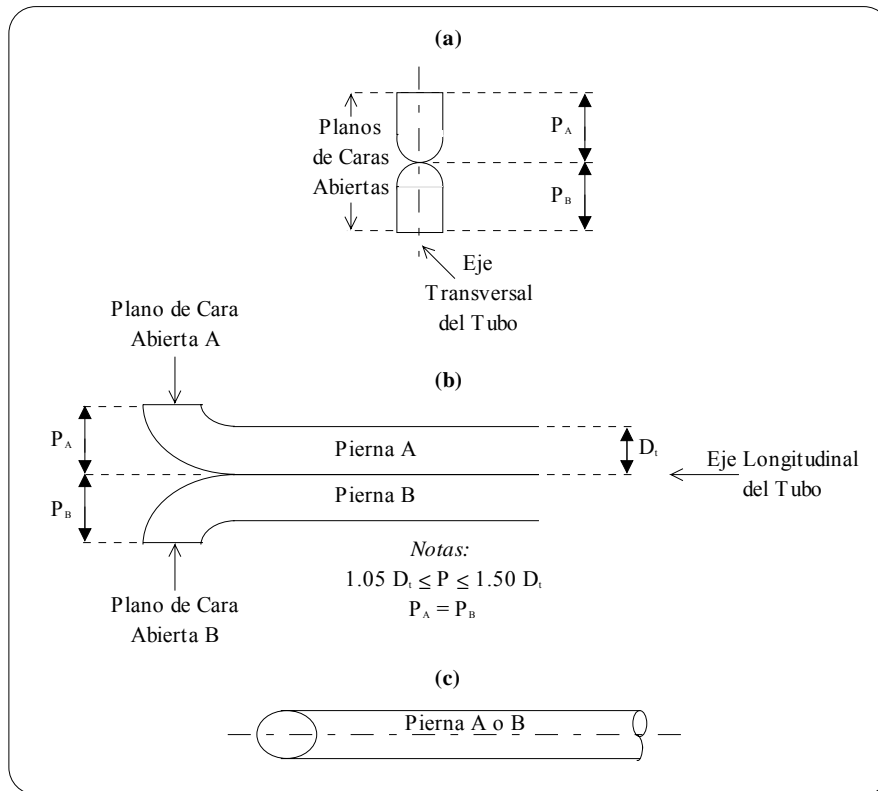 (a)
Planos
de Caras
Abiertas
P_A
P_B
Eje
Transversal
del Tubo
Plano de Cara
Abierta A
(b)
P_A
P_B
Pierna A
Pierna B
D_t
Eje Longitudinal
del Tubo
Notas:
1.05 D_t ≤ P ≤ 1.50 D_t
P_A = P_B
Plano de Cara
Abierta B
(c)
Pierna A o B